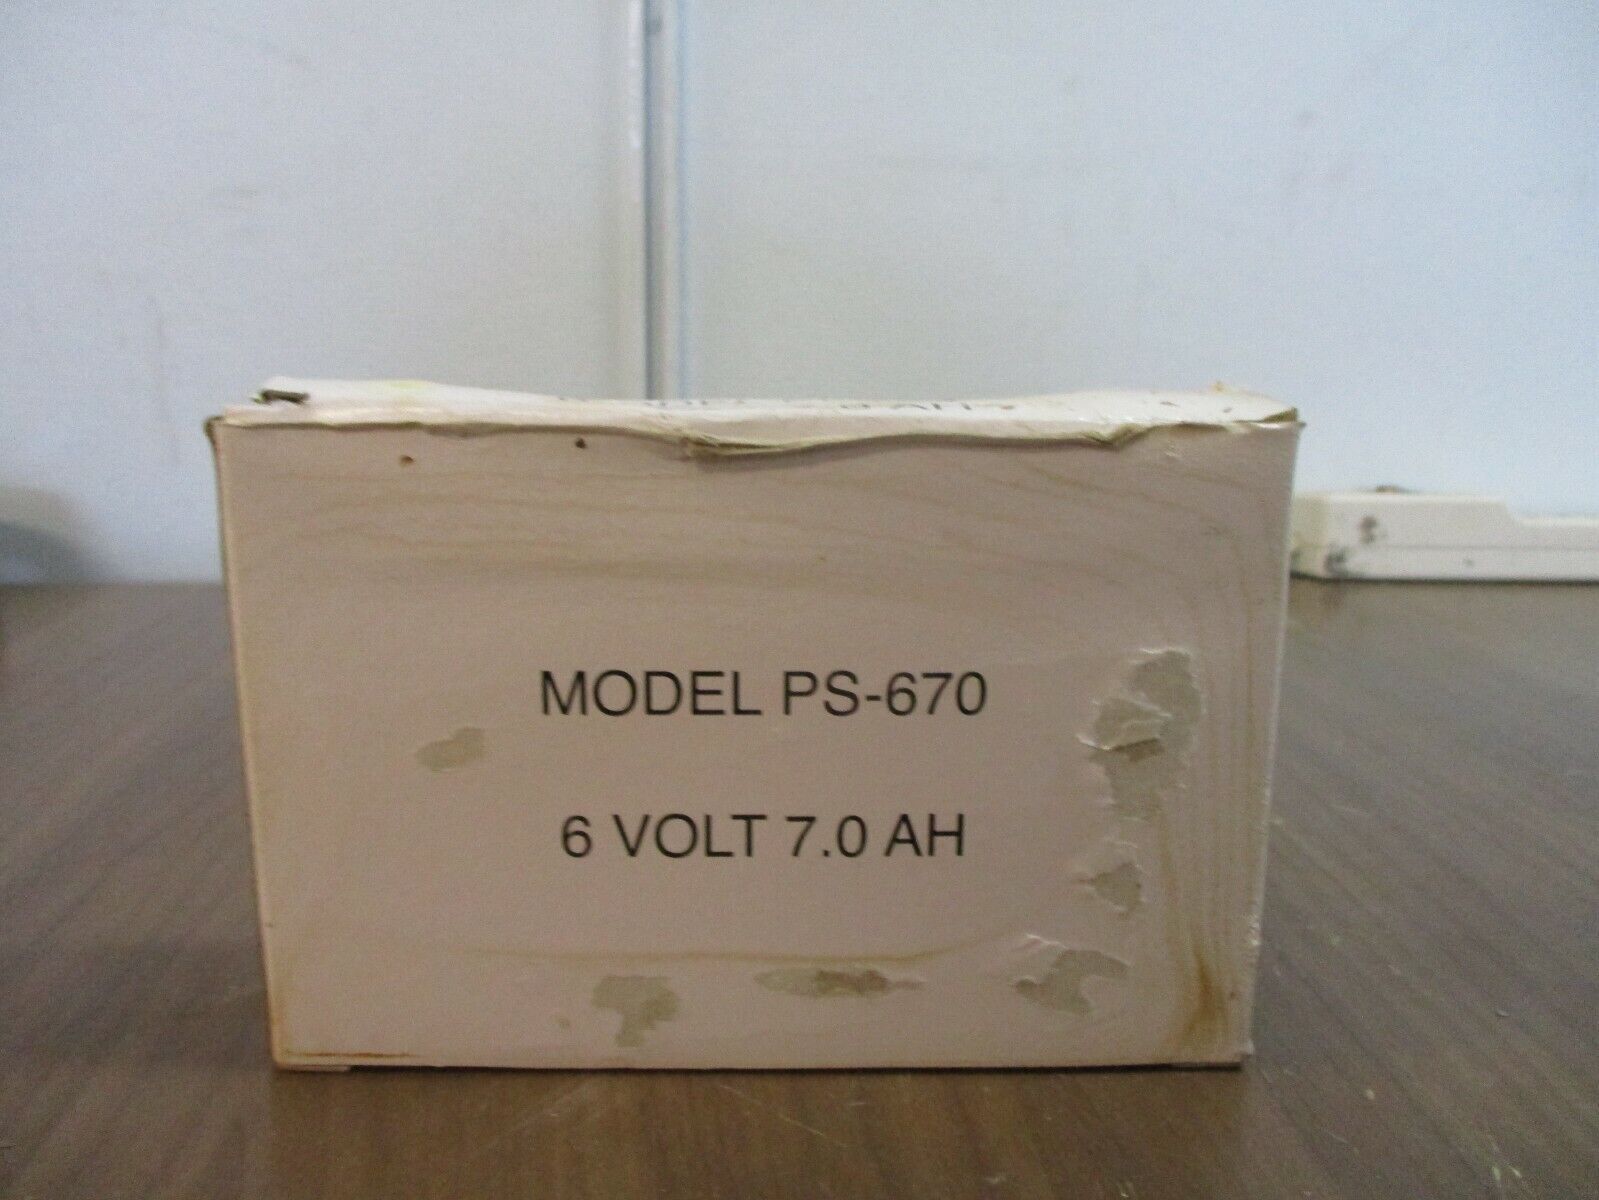 MODEL PS-670
6 VOLT 7.0 AH